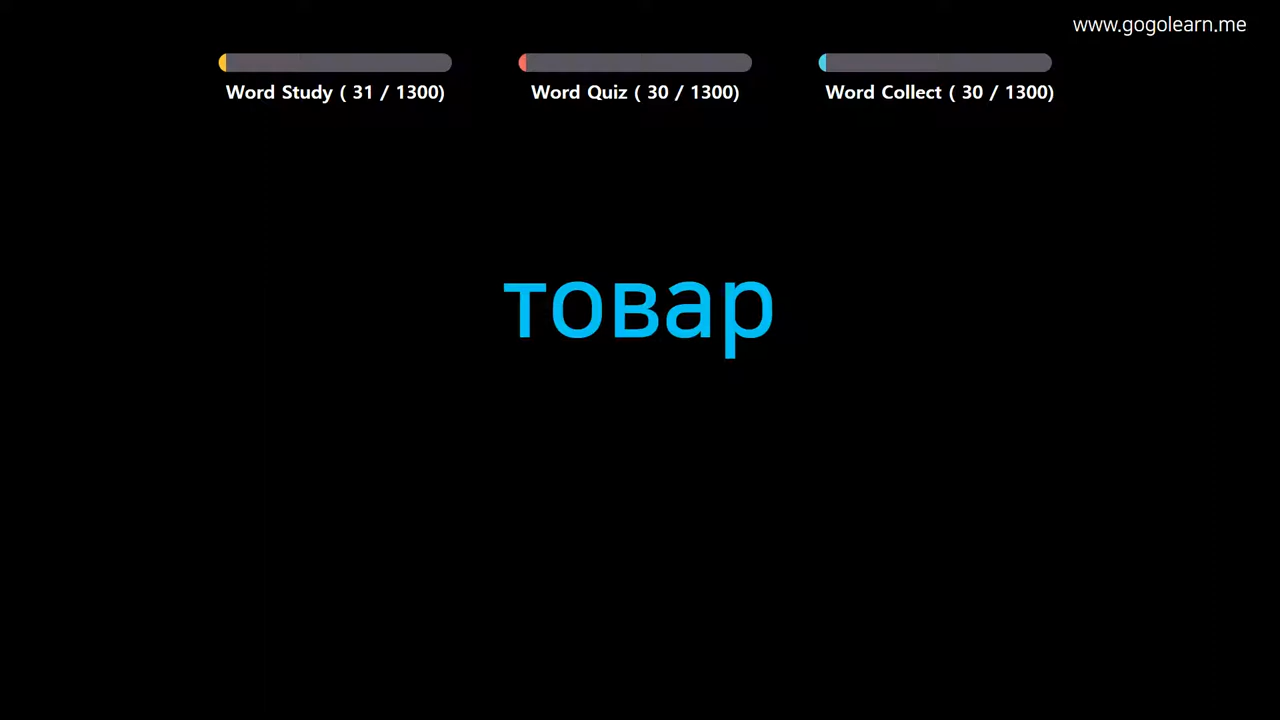 www.gogolearn.me
Word Study ( 31 / 1300)
Word Quiz ( 30 / 1300)
Word Collect ( 30 / 1300)
товар